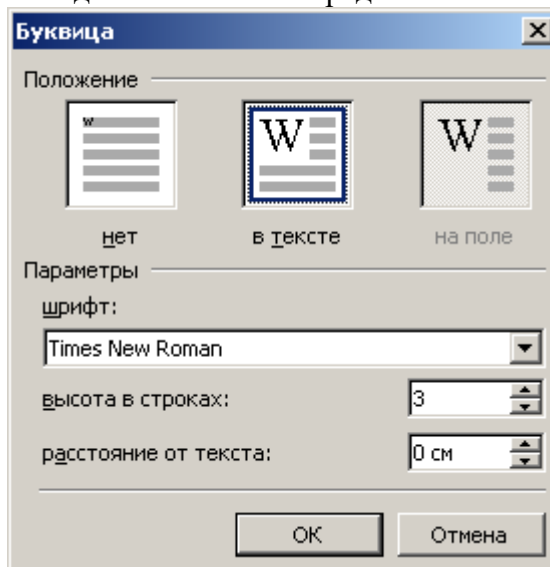 Буквица
Положение
w
W
W
нет
в тексте
на поле
Параметры
шрифт:
Times New Roman
высота в строках:
3
расстояние от текста:
0 см
ОК
Отмена